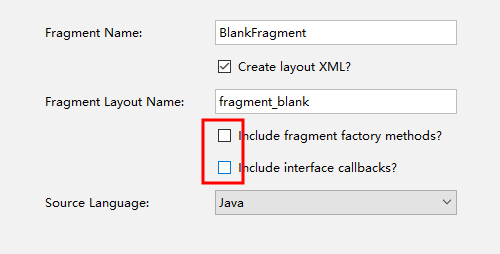 Fragment Name: BlankFragment
Create layout XML?
Fragment Layout Name: fragment_blank
Include fragment factory methods?
Include interface callbacks?
Source Language: Java